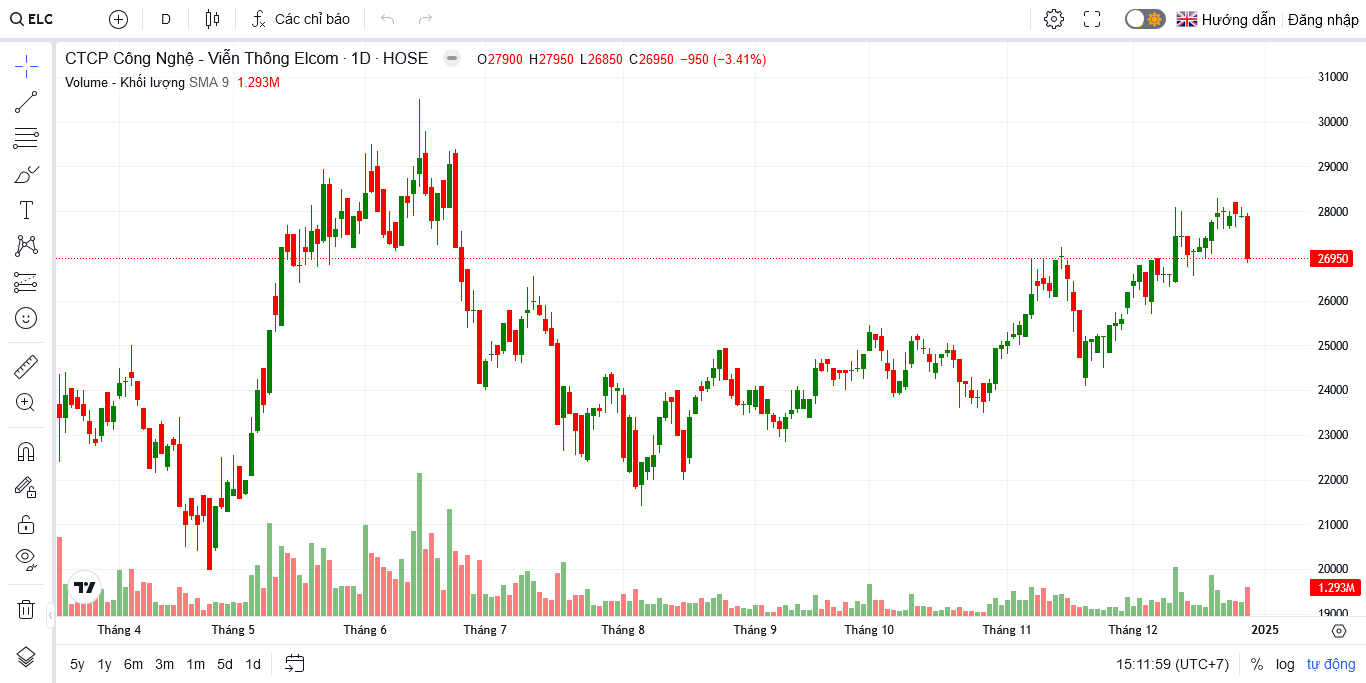 ELC D Các chỉ báo Hướng dẫn Đăng nhập
CTCP Công Nghệ - Viễn Thông Elcom · 1D · HOSE O27900 H27950 L26850 C26950 −950 (−3.41%)
Volume - Khối lượng SMA 9 1.293M
31000
30000
29000
28000
26950
26000
25000
24000
23000
22000
21000
20000
1.293M
19000
Tháng 4 Tháng 5 Tháng 6 Tháng 7 Tháng 8 Tháng 9 Tháng 10 Tháng 11 Tháng 12 2025
5y 1y 6m 3m 1m 5d 1d 15:11:59 (UTC+7) % log tự động